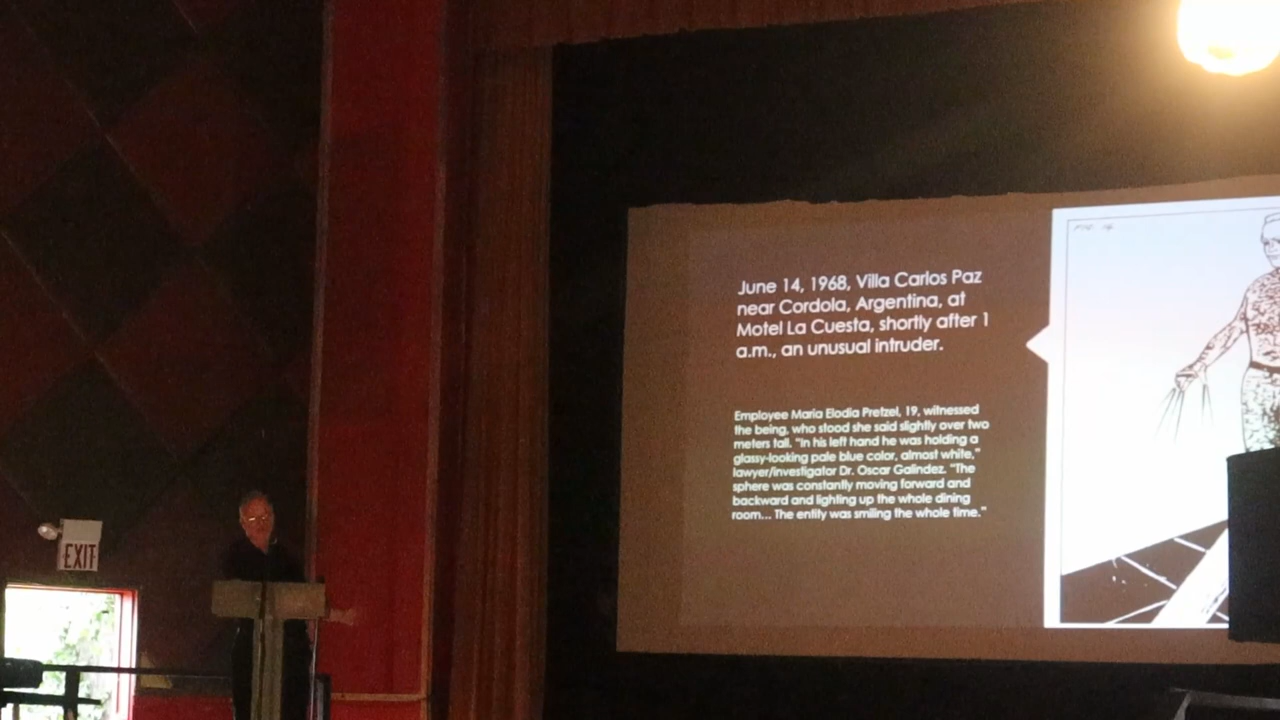 June 14, 1968, Villa Carlos Paz
near Cordola, Argentina, at
Motel La Cuesta, shortly after 1
a.m., an unusual intruder.
Employee Maria Elodia Pretzel, 19, witnessed
the being, who stood she said slightly over two
meters tall. "In his left hand he was holding a
glassy-looking pale blue color, almost white,"
lawyer/investigator Dr. Oscar Galindez. "The
sphere was constantly moving forward and
backward and lighting up the whole dining
room... The entity was smiling the whole time."
EXIT